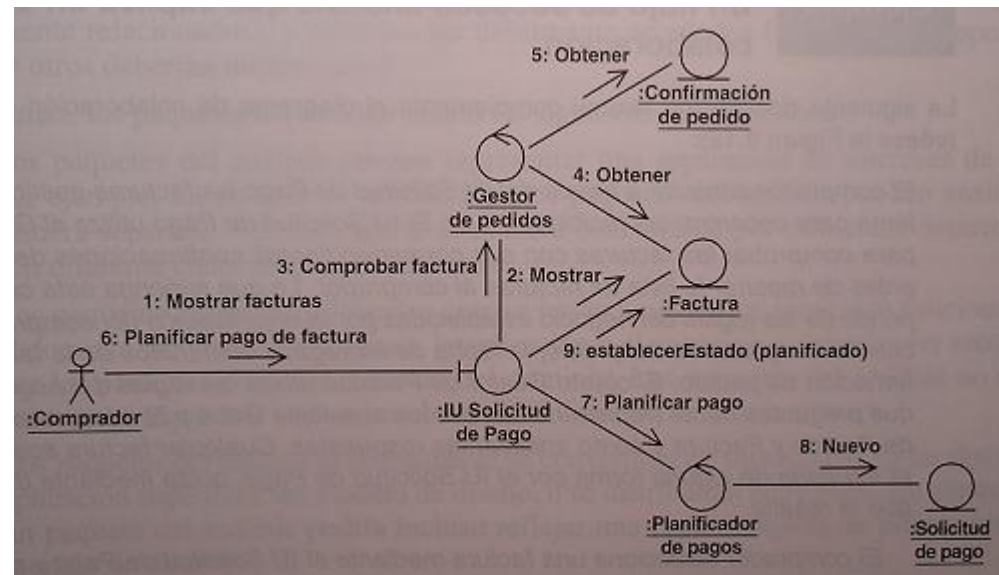 5: Obtener
:Confirmación
de pedido
4: Obtener
:Gestor
de pedidos
3: Comprobar factura
2: Mostrar
:Factura
1: Mostrar facturas
6: Planificar pago de factura
9: establecerEstado (planificado)
:Comprador
:IU Solicitud
de Pago
7: Planificar pago
8: Nuevo
:Planificador
de pagos
:Solicitud
de pago